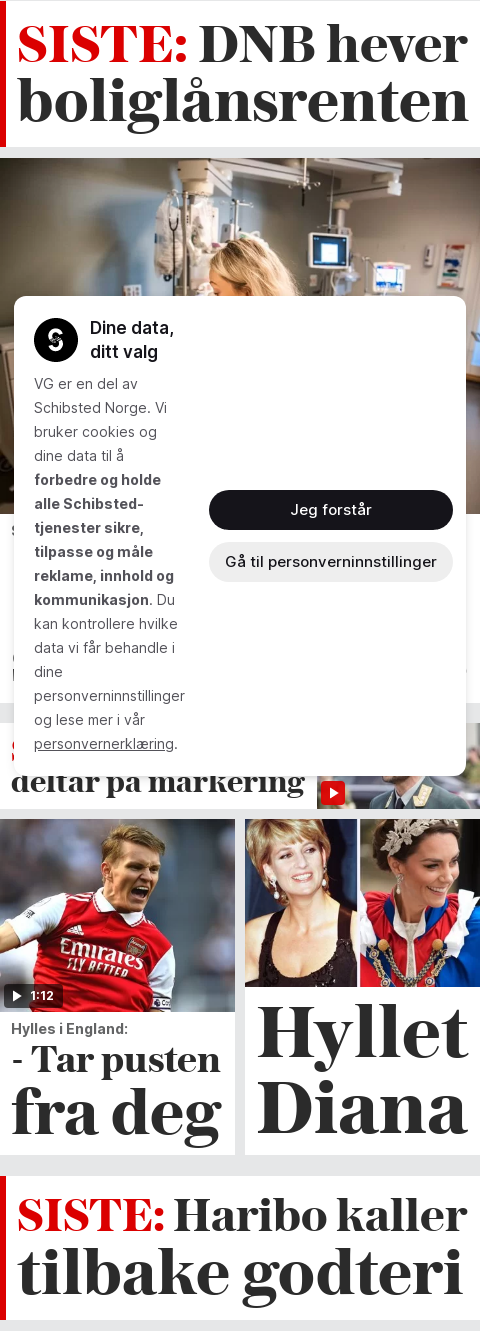 SISTE: DNB hever
boliglånsrenten
Dine data,
ditt valg
VG er en del av
Schibsted Norge. Vi
bruker cookies og
dine data til å
forbedre og holde
alle Schibsted-
tjenester sikre,
tilpasse og måle
reklame, innhold og
kommunikasjon. Du
kan kontrollere hvilke
data vi får behandle i
dine
personverninnstillinger
og lese mer i vår
personvernerklæring.
Jeg forstår
Gå til personverninnstillinger
deltar på markering
Emirates
FLY BETTER
1:12
Hylles i England:
- Tar pusten
fra deg
Hyllet
Diana
SISTE: Haribo kaller
tilbake godteri